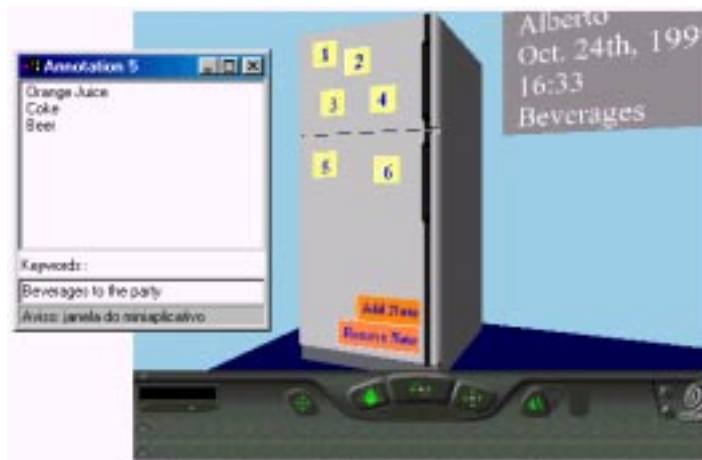 Annotation 5
Orange Juice
Coke
Beer
Keywords :
Beverages to the party
Aviso: janela do miniaplicativo
1
2
3
4
5
6
Add Note
Remove Note
Alberto
Oct. 24th, 199
16:33
Beverages